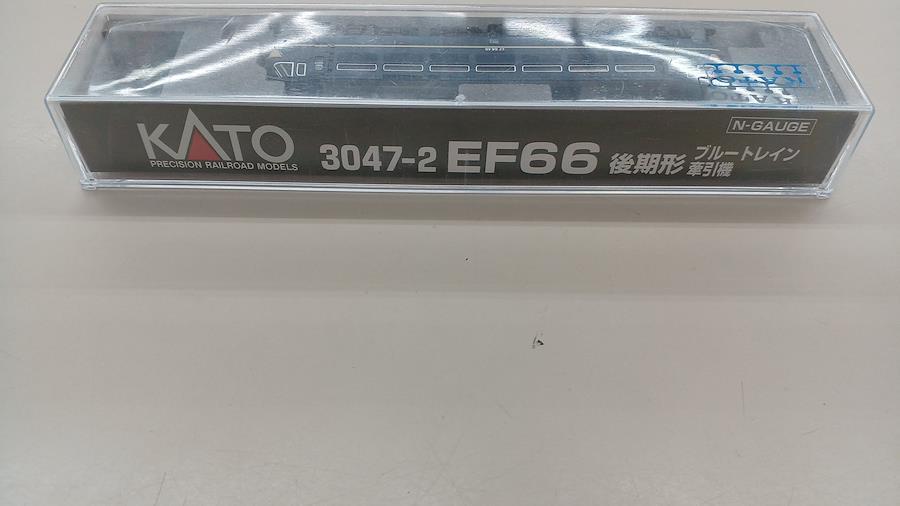 KATO
PRECISION RAILROAD MODELS
3047-2 EF66 後期形 ブルートレイン
牽引機
N-GAUGE
KATO